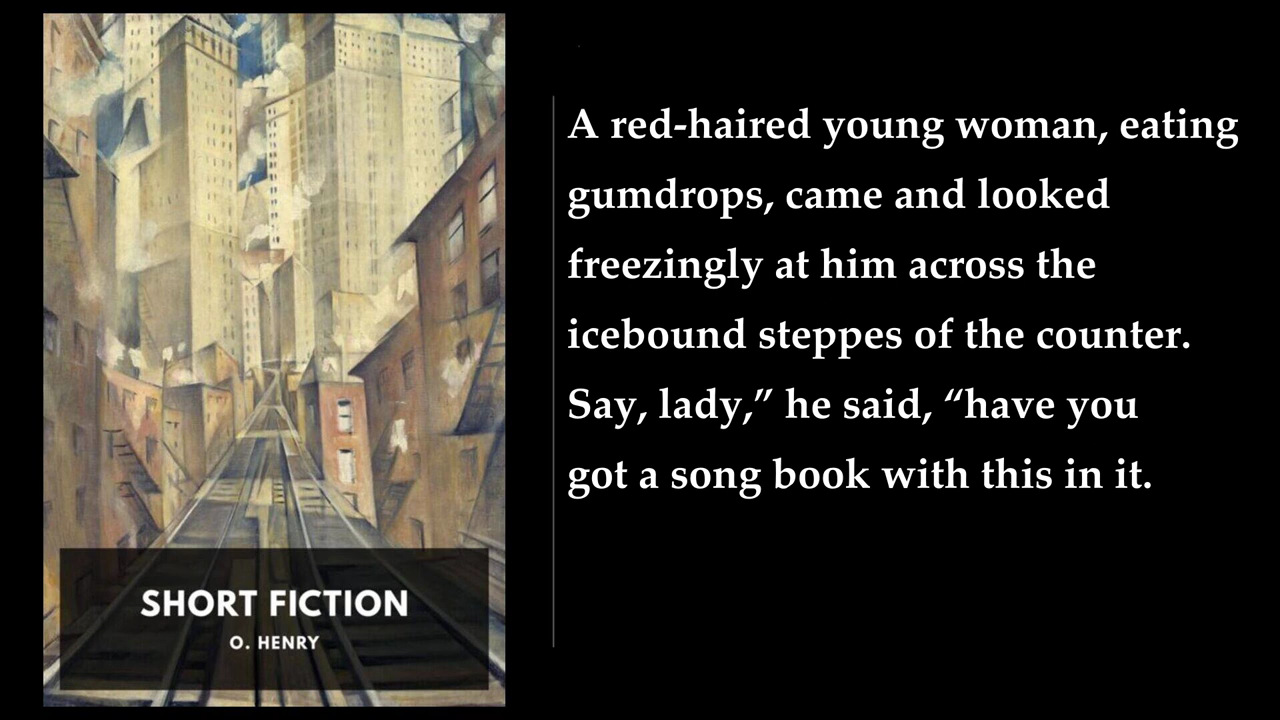 SHORT FICTION
O. HENRY
A red-haired young woman, eating
gumdrops, came and looked
freezingly at him across the
icebound steppes of the counter.
Say, lady,” he said, “have you
got a song book with this in it.